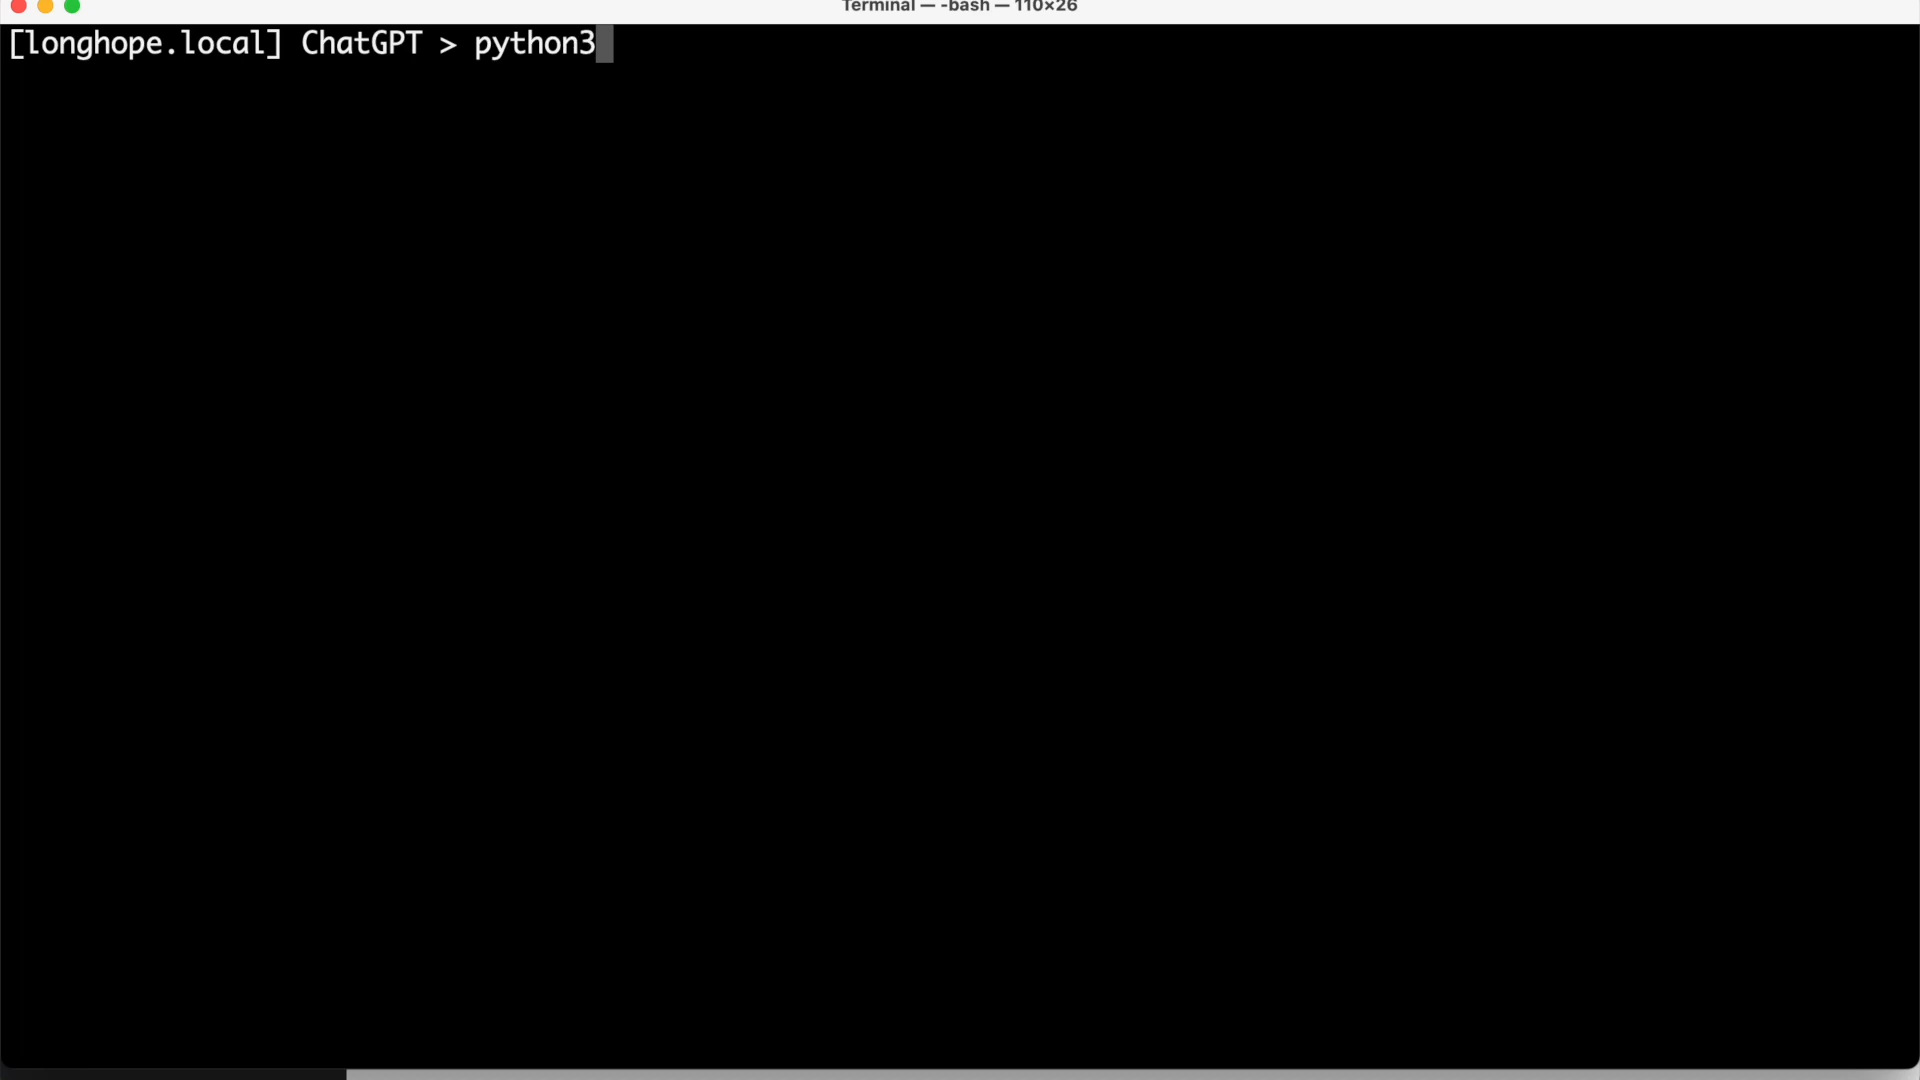 Terminal — -bash — 110×26
[longhope.local] ChatGPT > python3